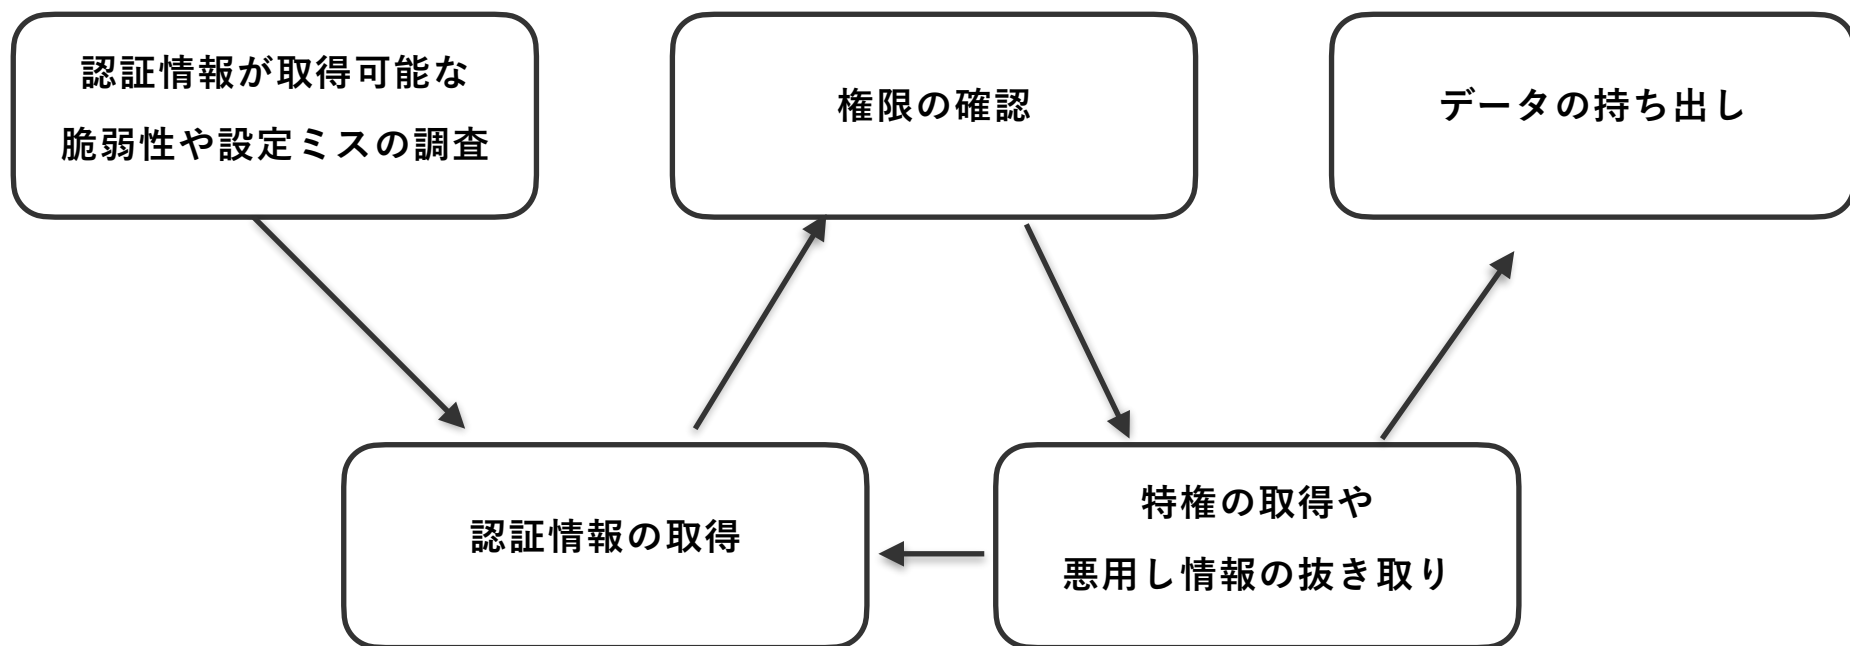 認証情報が取得可能な
脆弱性や設定ミスの調査
権限の確認
データの持ち出し
認証情報の取得
特権の取得や
悪用し情報の抜き取り